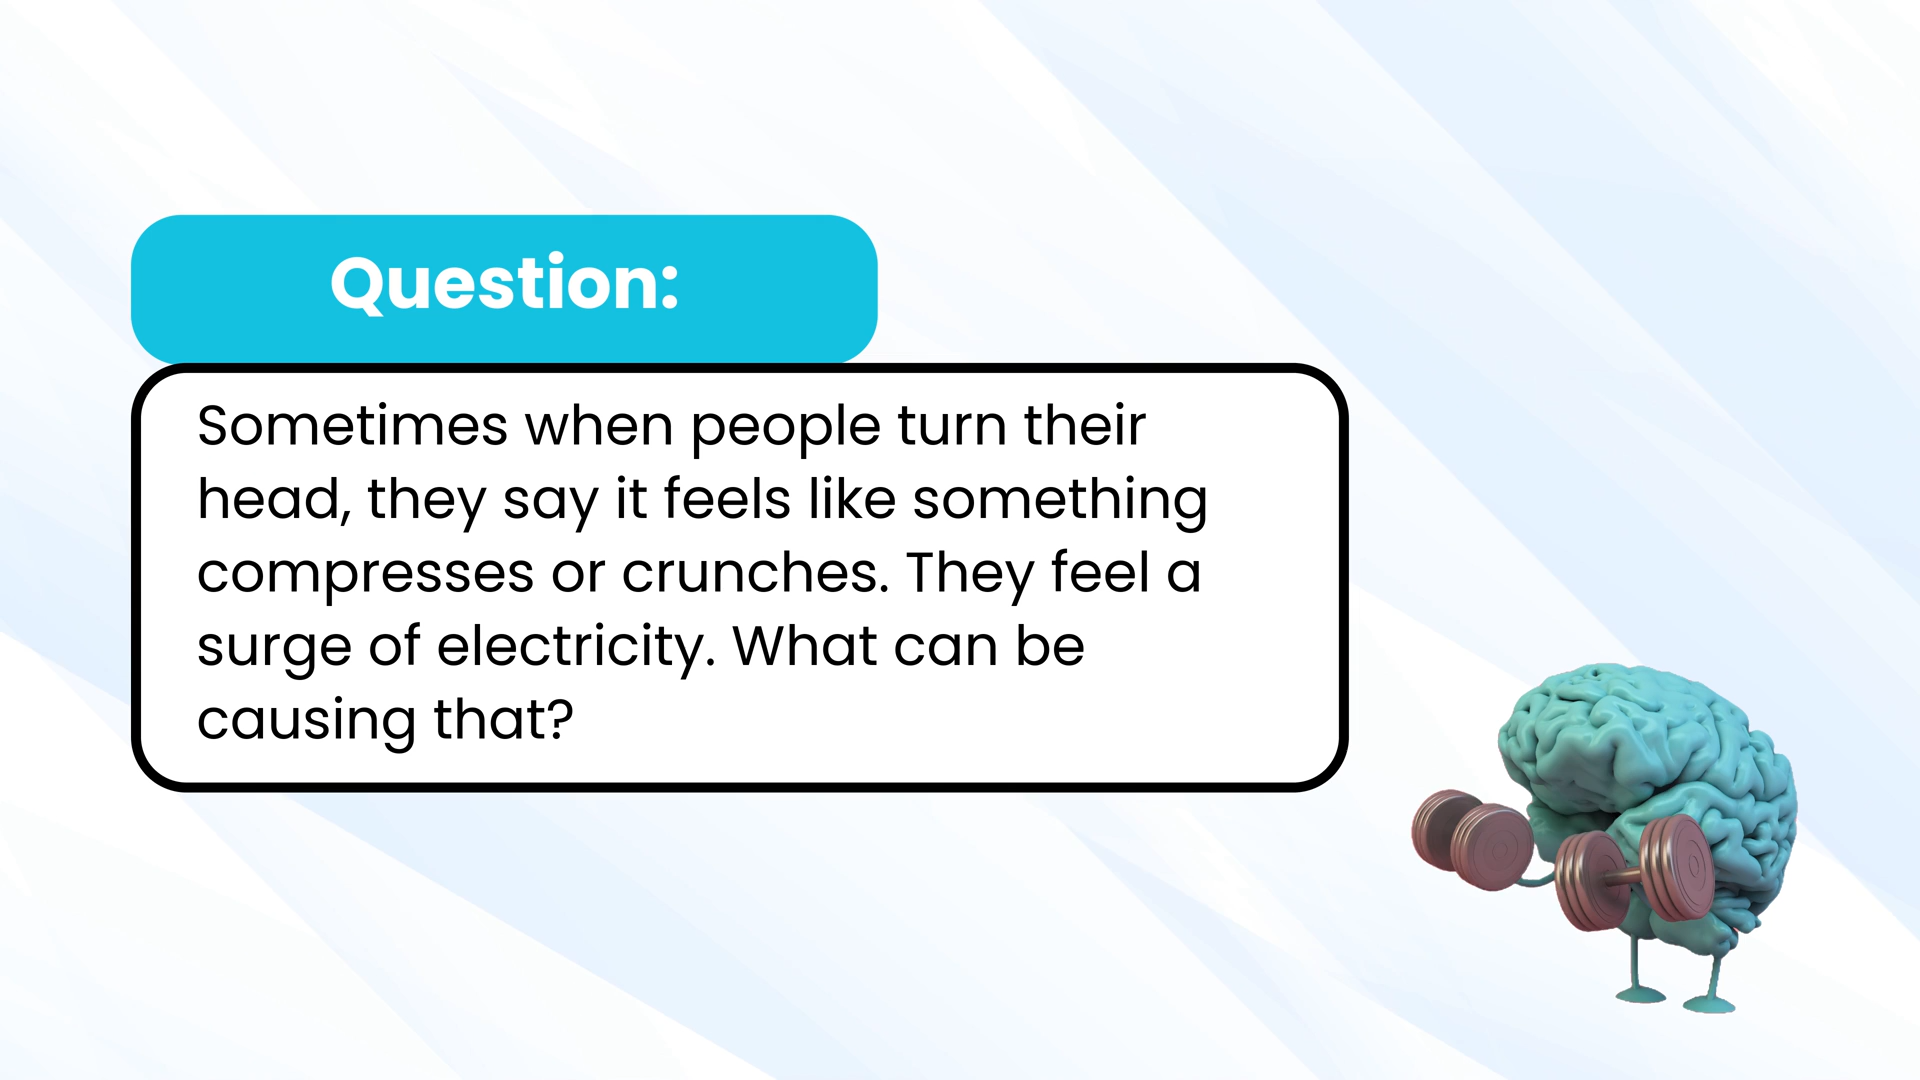 Question:
Sometimes when people turn their
head, they say it feels like something
compresses or crunches. They feel a
surge of electricity. What can be
causing that?